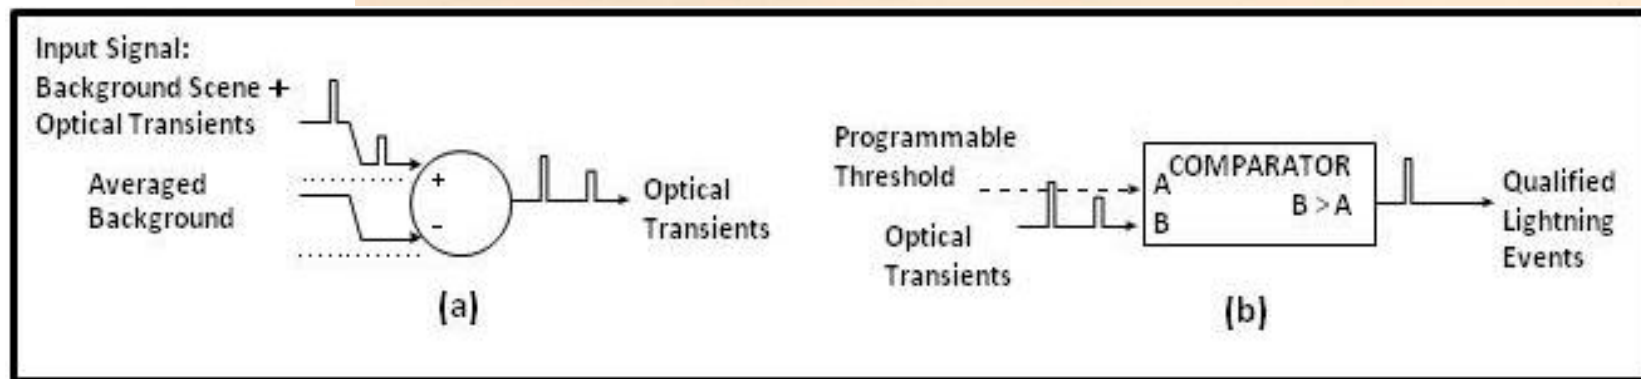 Input Signal:
Background Scene +
Optical Transients
Averaged
Background
+
-
Optical
Transients
(a)
Programmable
Threshold
Optical
Transients
A
COMPARATOR
B > A
B
Qualified
Lightning
Events
(b)